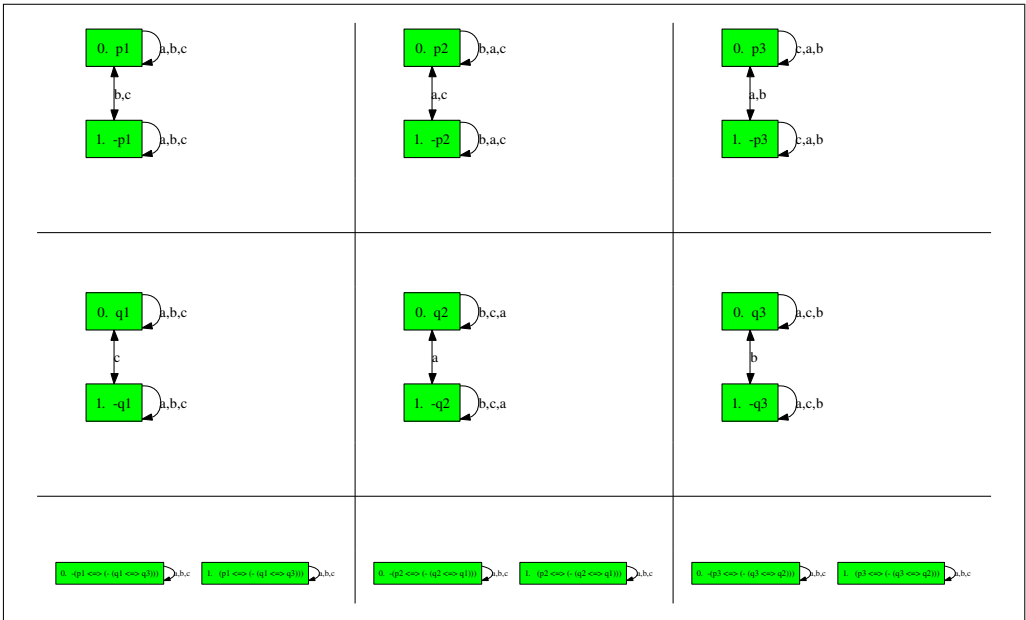 0. p1
a,b,c
b,c
1. -p1
a,b,c
0. p2
b,a,c
a,c
1. -p2
b,a,c
0. p3
c,a,b
a,b
1. -p3
c,a,b
0. q1
a,b,c
c
1. -q1
a,b,c
0. q2
b,c,a
a
1. -q2
b,c,a
0. q3
a,c,b
b
1. -q3
a,c,b
0. -(p1 <=> (- (q1 <=> q3)))
a,b,c
1. (p1 <=> (- (q1 <=> q3)))
a,b,c
0. -(p2 <=> (- (q2 <=> q1)))
a,b,c
1. (p2 <=> (- (q2 <=> q1)))
a,b,c
0. -(p3 <=> (- (q3 <=> q2)))
a,b,c
1. (p3 <=> (- (q3 <=> q2)))
a,b,c